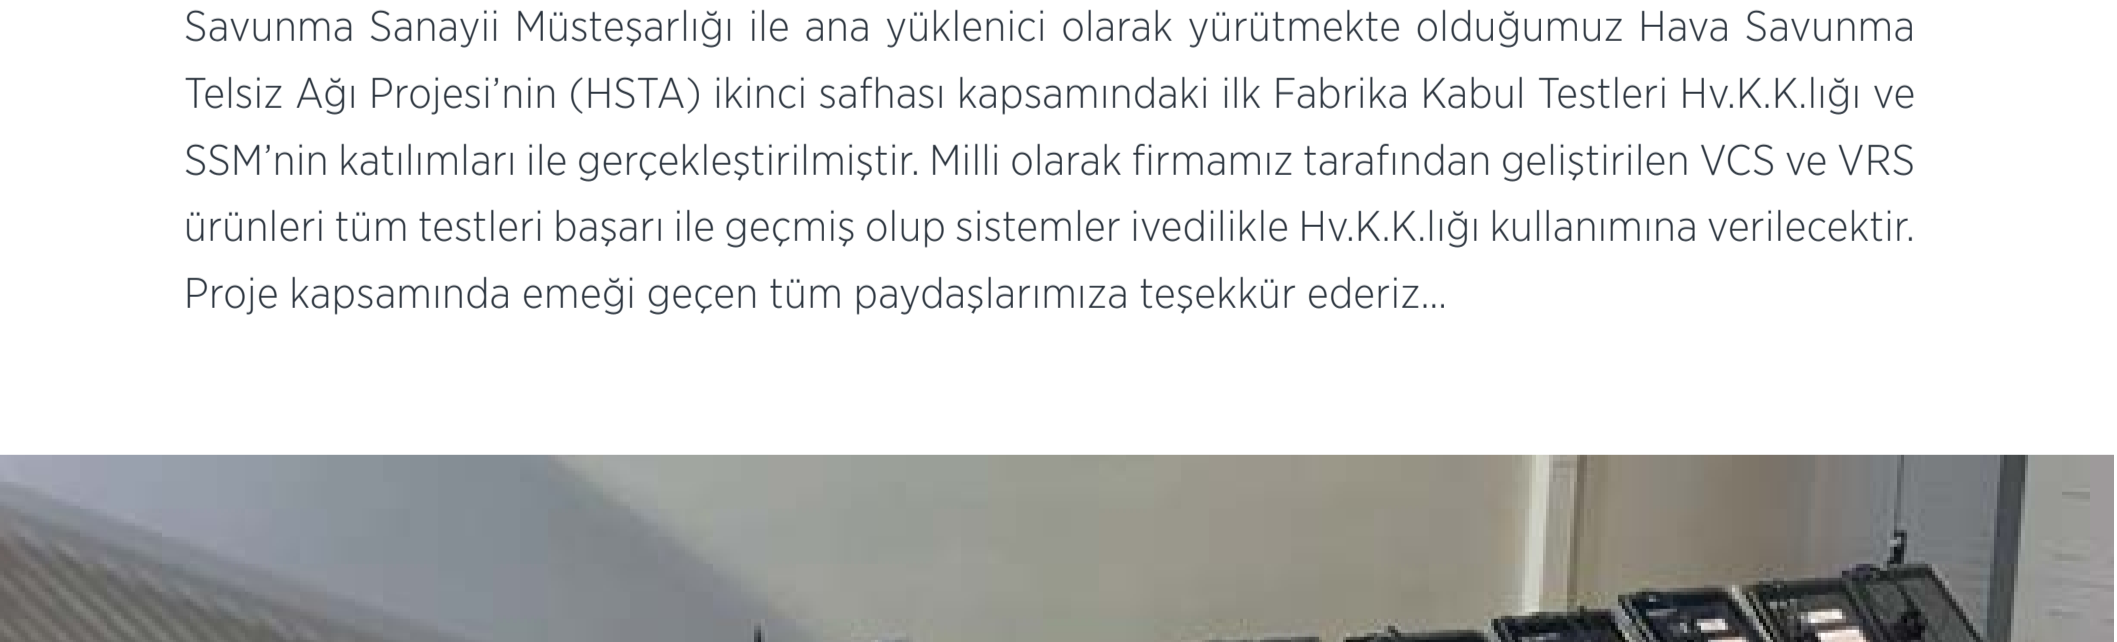 Savunma Sanayii Müsteşarlığı ile ana yüklenici olarak yürütmekte olduğumuz Hava Savunma
Telsiz Ağı Projesi’nin (HSTA) ikinci safhası kapsamındaki ilk Fabrika Kabul Testleri Hv.K.K.lığı ve
SSM’nin katılımları ile gerçekleştirilmiştir. Milli olarak firmamız tarafından geliştirilen VCS ve VRS
ürünleri tüm testleri başarı ile geçmiş olup sistemler ivedilikle Hv.K.K.lığı kullanımına verilecektir.
Proje kapsamında emeği geçen tüm paydaşlarımıza teşekkür ederiz...